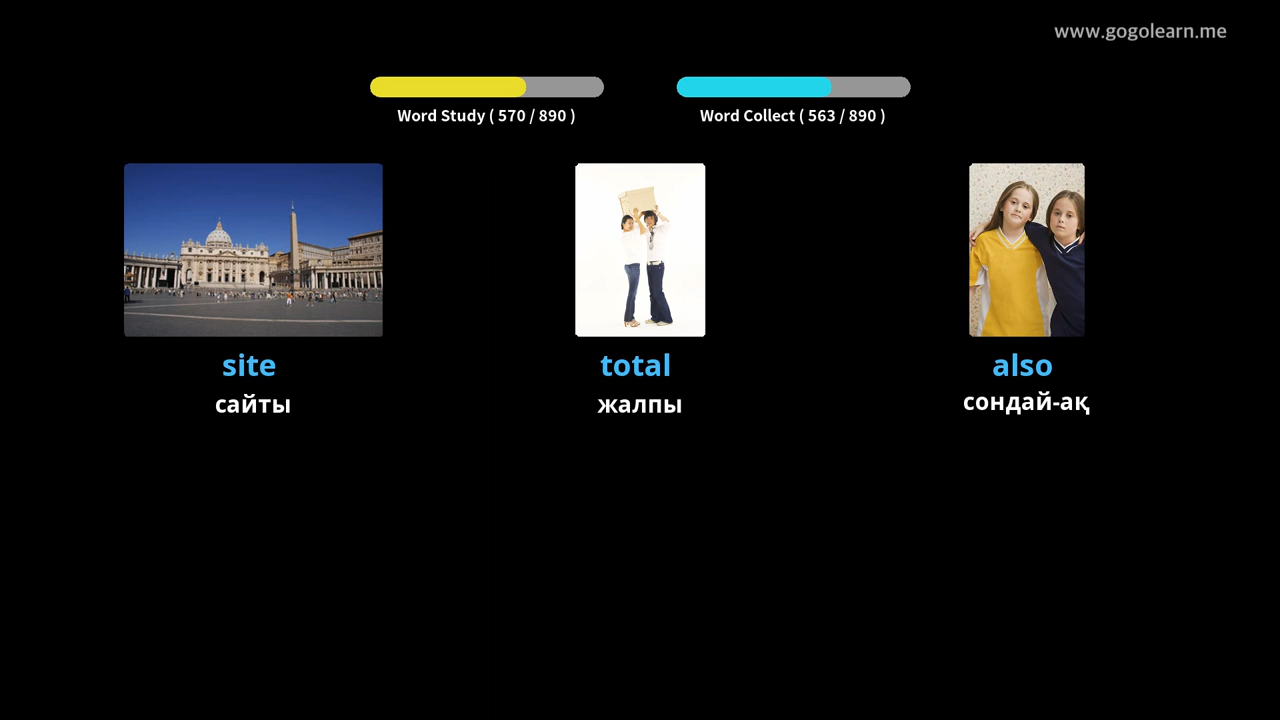 www.gogolearn.me
Word Study ( 570 / 890 )
Word Collect ( 563 / 890 )
site
total
also
сайты
жалпы
сондай-ақ